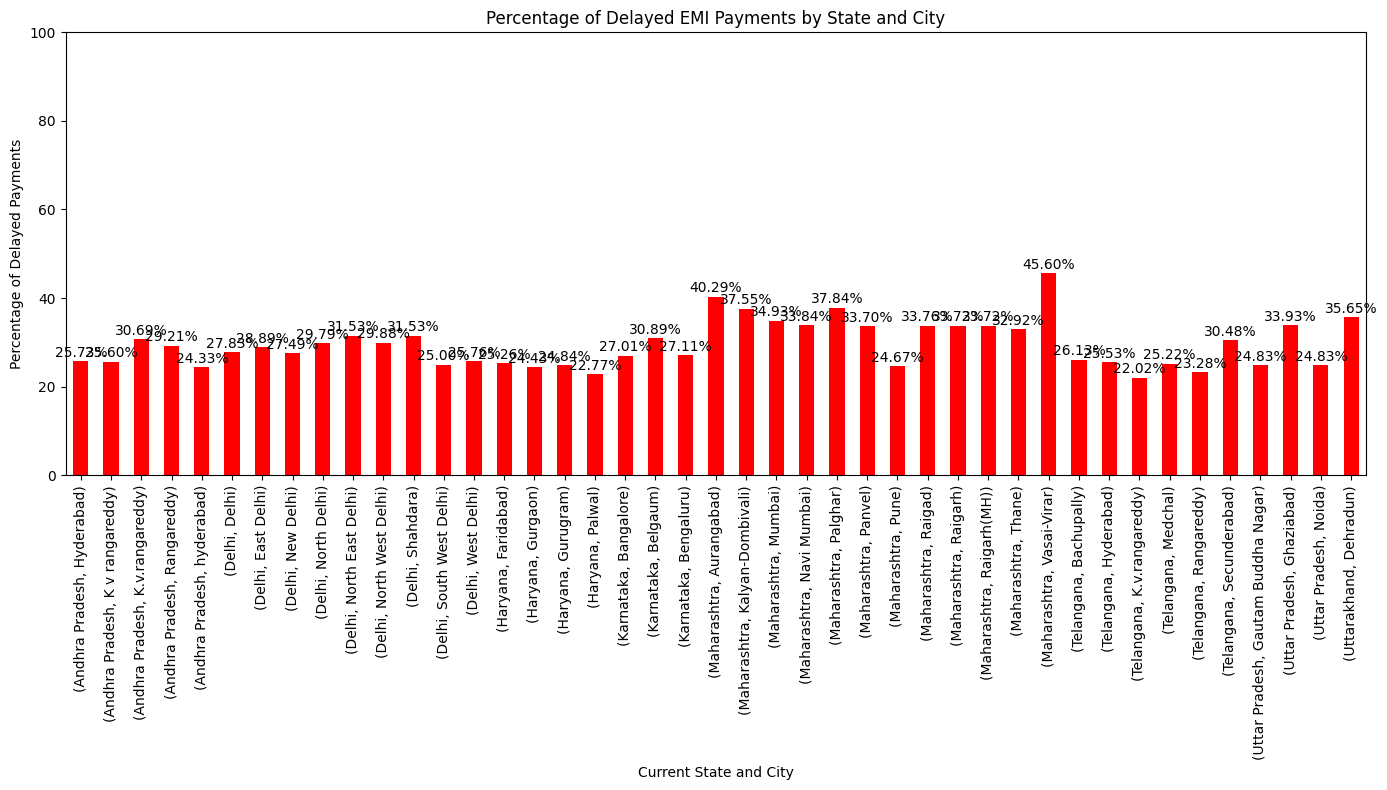 Percentage of Delayed EMI Payments by State and City
Percentage of Delayed Payments
100
80
60
40
20
0
25.73%
25.60%
30.69%
29.21%
24.33%
27.85%
28.89%
27.49%
29.79%
31.53%
29.88%
31.53%
25.00%
25.76%
25.26%
24.43%
24.84%
22.77%
27.01%
30.89%
27.11%
40.29%
37.55%
34.93%
33.84%
37.84%
33.70%
24.67%
33.76%
33.73%
33.72%
32.92%
45.60%
26.13%
25.53%
22.02%
25.22%
23.28%
30.48%
24.83%
33.93%
24.83%
35.65%
(Andhra Pradesh, Hyderabad)
(Andhra Pradesh, K v rangareddy)
(Andhra Pradesh, K.v.rangareddy)
(Andhra Pradesh, Rangareddy)
(Andhra Pradesh, hyderabad)
(Delhi, Delhi)
(Delhi, East Delhi)
(Delhi, New Delhi)
(Delhi, North Delhi)
(Delhi, North East Delhi)
(Delhi, North West Delhi)
(Delhi, Shahdara)
(Delhi, South West Delhi)
(Delhi, West Delhi)
(Haryana, Faridabad)
(Haryana, Gurgaon)
(Haryana, Gurugram)
(Haryana, Palwal)
(Karnataka, Bangalore)
(Karnataka, Belgaum)
(Karnataka, Bengaluru)
(Maharashtra, Aurangabad)
(Maharashtra, Kalyan-Dombivali)
(Maharashtra, Mumbai)
(Maharashtra, Navi Mumbai)
(Maharashtra, Palghar)
(Maharashtra, Panvel)
(Maharashtra, Pune)
(Maharashtra, Raigad)
(Maharashtra, Raigarh)
(Maharashtra, Raigarh(MH))
(Maharashtra, Thane)
(Maharashtra, Vasai-Virar)
(Telangana, Bachupally)
(Telangana, Hyderabad)
(Telangana, K.v.rangareddy)
(Telangana, Medchal)
(Telangana, Rangareddy)
(Telangana, Secunderabad)
(Uttar Pradesh, Gautam Buddha Nagar)
(Uttar Pradesh, Ghaziabad)
(Uttar Pradesh, Noida)
(Uttarakhand, Dehradun)
Current State and City